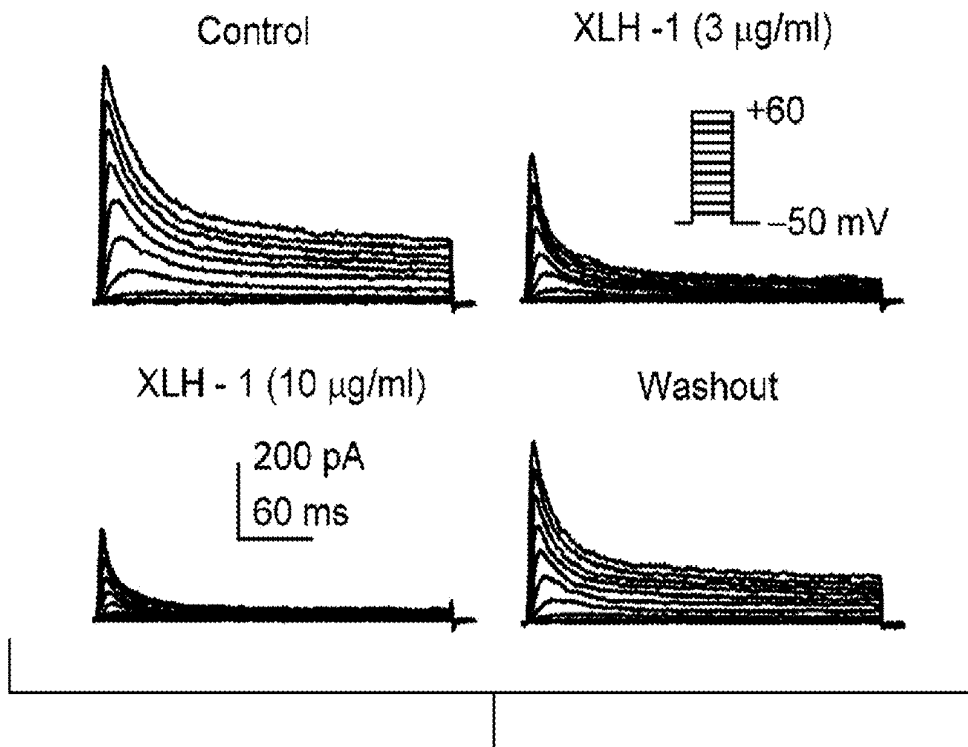 Control
XLH -1 (3 μg/ml)
+60
–50 mV
XLH - 1 (10 μg/ml)
Washout
200 pA
60 ms